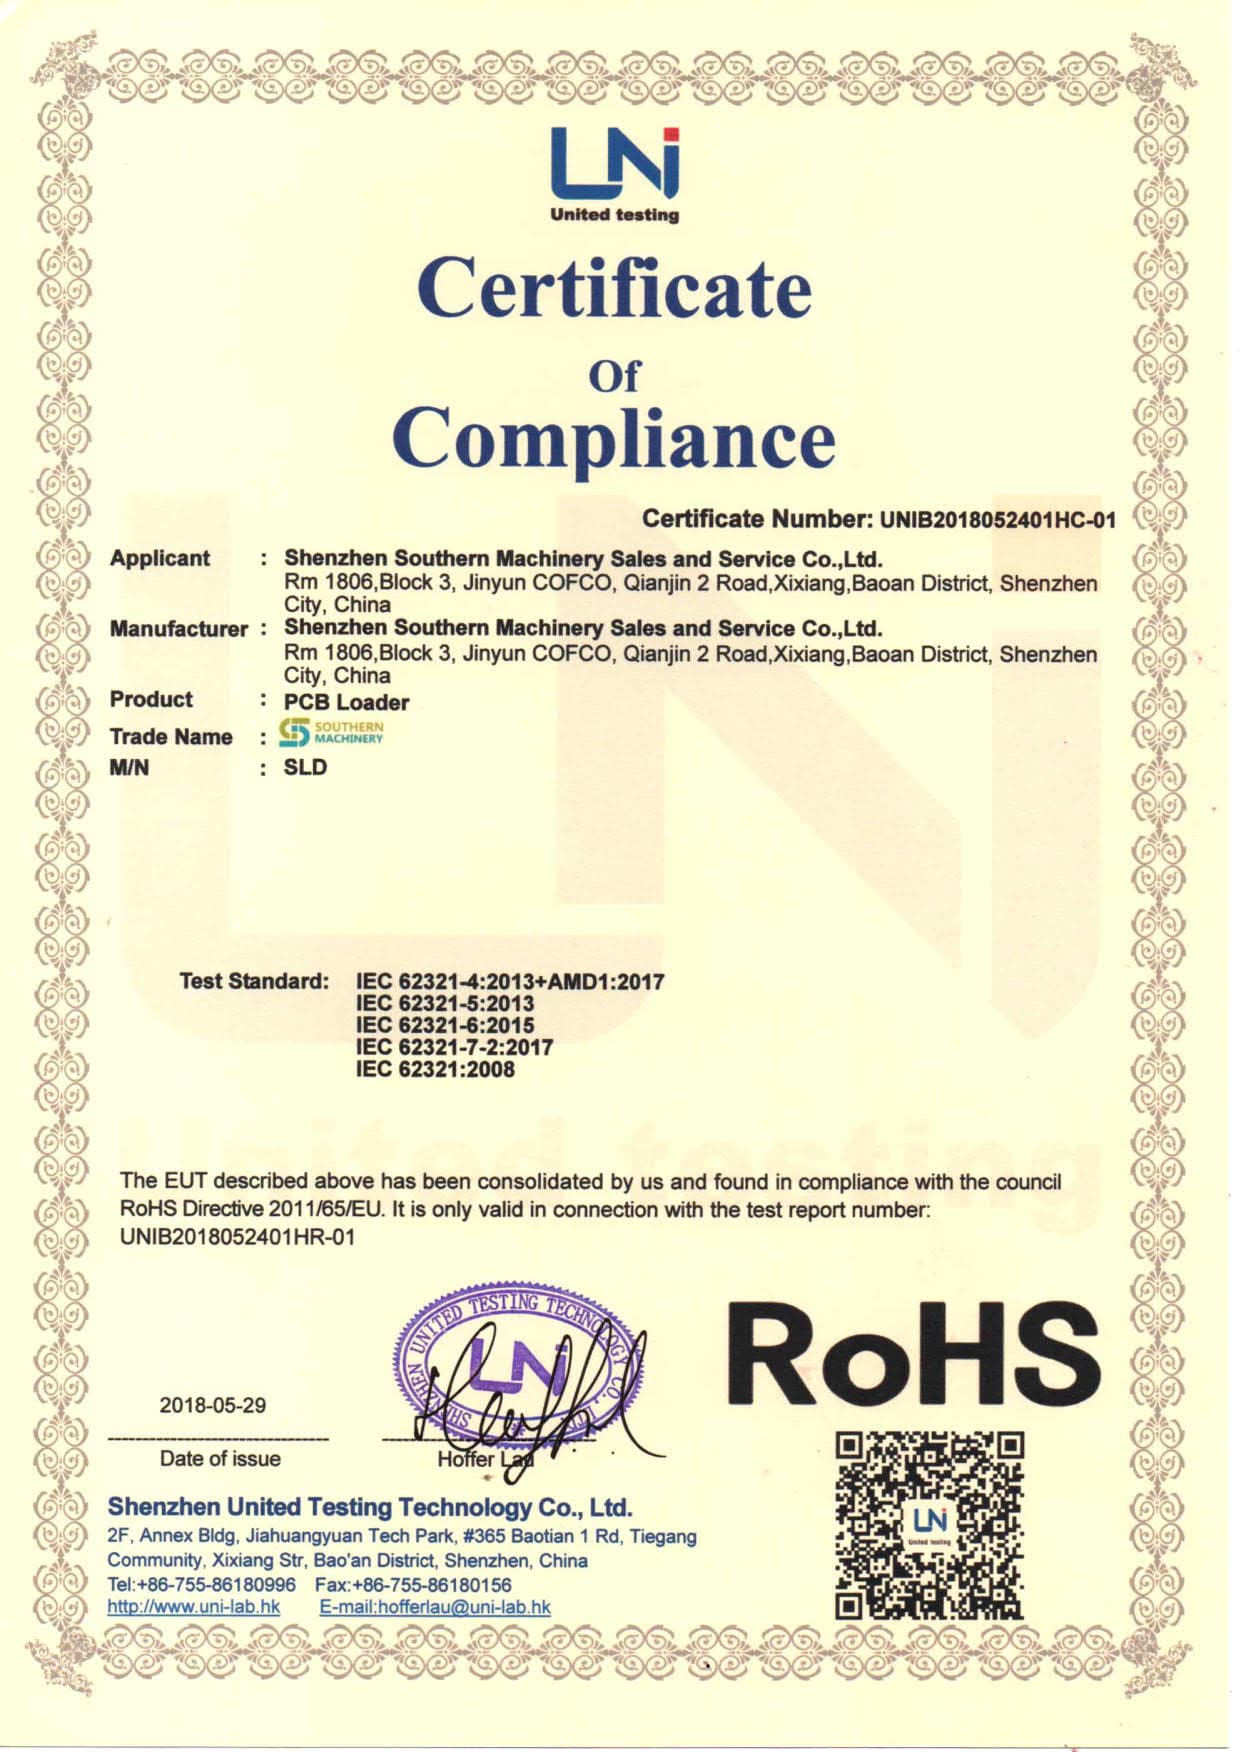 LNi
United testing
Certificate
Of
Compliance
Certificate Number: UNIB2018052401HC-01
Applicant : Shenzhen Southern Machinery Sales and Service Co.,Ltd.
Rm 1806,Block 3, Jinyun COFCO, Qianjin 2 Road,Xixiang,Baoan District, Shenzhen
City, China
Manufacturer : Shenzhen Southern Machinery Sales and Service Co.,Ltd.
Rm 1806,Block 3, Jinyun COFCO, Qianjin 2 Road,Xixiang,Baoan District, Shenzhen
City, China
Product : PCB Loader
Trade Name : SOUTHERN
MACHINERY
M/N : SLD
Test Standard: IEC 62321-4:2013+AMD1:2017
IEC 62321-5:2013
IEC 62321-6:2015
IEC 62321-7-2:2017
IEC 62321:2008
United testing
The EUT described above has been consolidated by us and found in compliance with the council
RoHS Directive 2011/65/EU. It is only valid in connection with the test report number:
UNIB2018052401HR-01
SHENZHEN UNITED TESTING TECHNOLOGY CO., LTD.
LNi
RoHS
2018-05-29
Date of issue
Hoffer Lau
LNi
United testing
Shenzhen United Testing Technology Co., Ltd.
2F, Annex Bldg, Jiahuangyuan Tech Park, #365 Baotian 1 Rd, Tiegang
Community, Xixiang Str, Bao'an District, Shenzhen, China
Tel:+86-755-86180996 Fax:+86-755-86180156
http://www.uni-lab.hk E-mail:hofferlau@uni-lab.hk